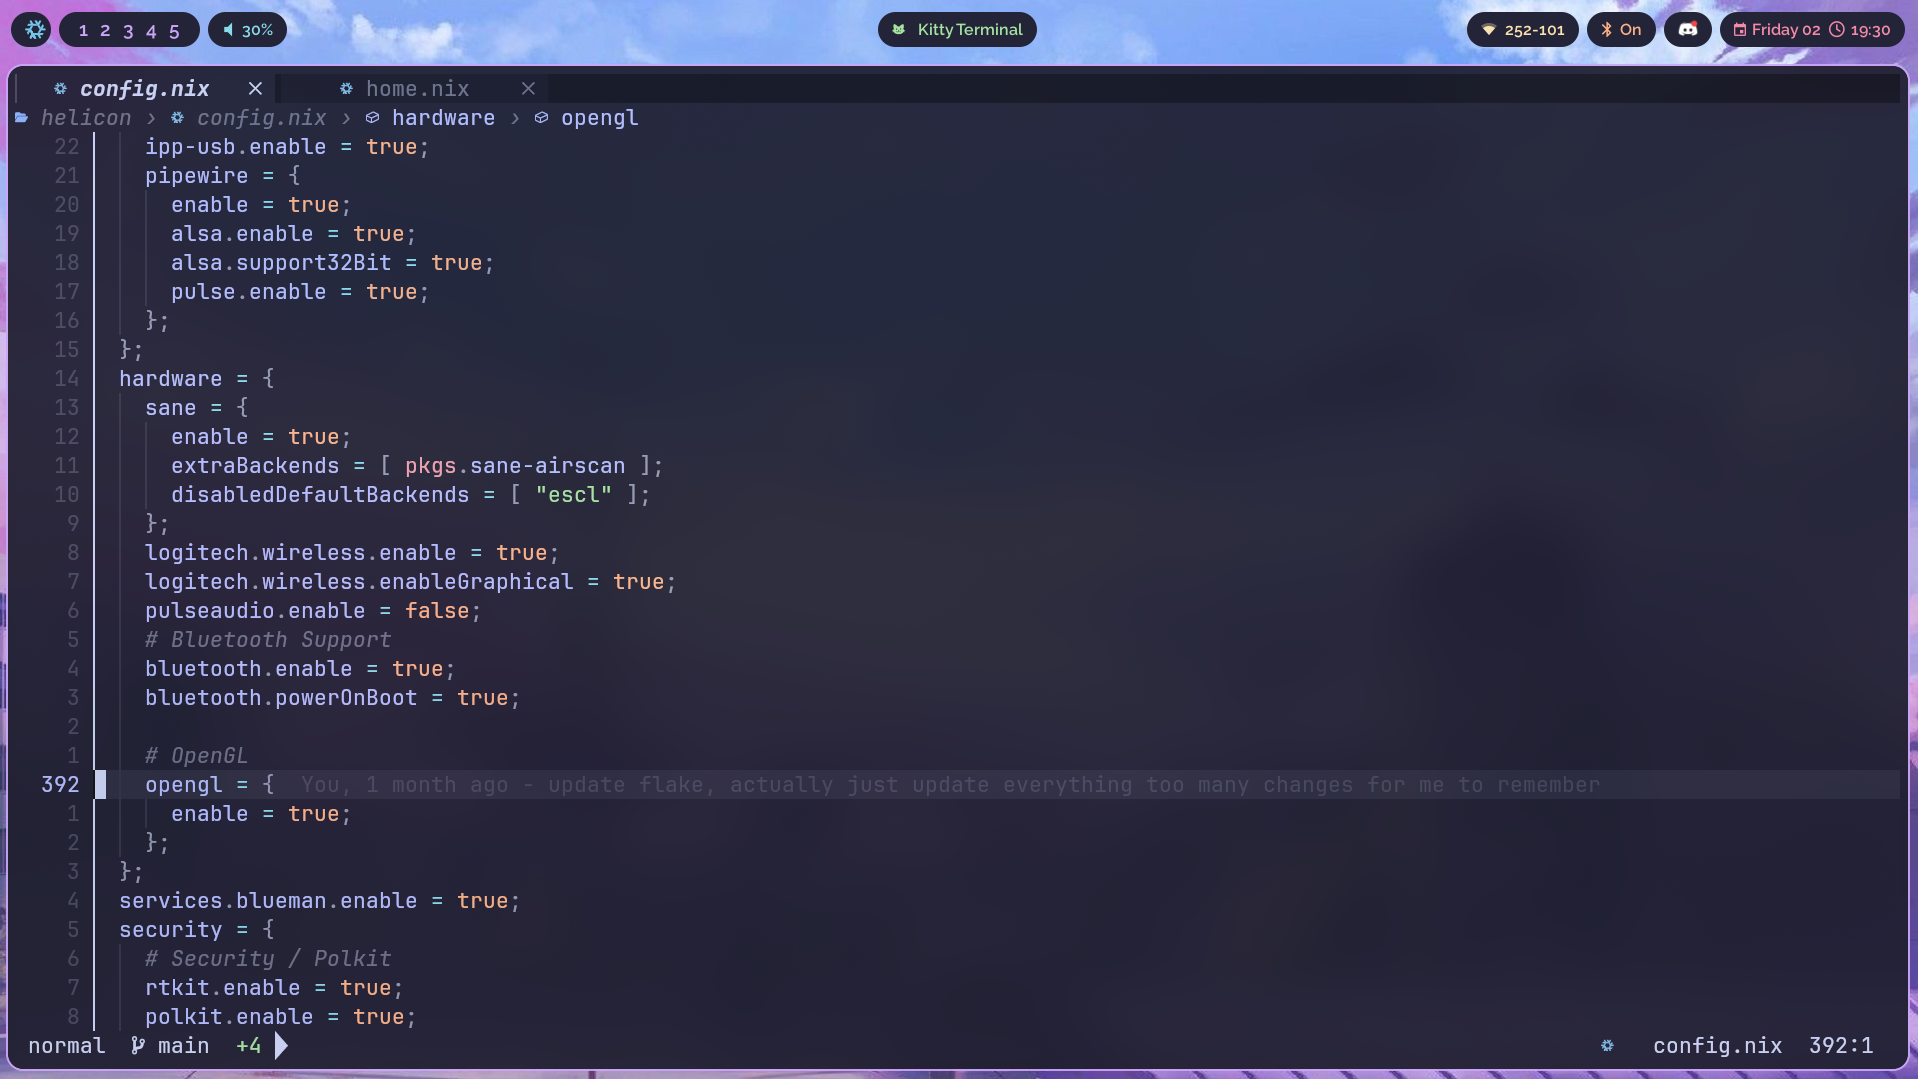 1 2 3 4 5 30% Kitty Terminal 252-101 On Friday 02 19:30
config.nix home.nix
helicon › config.nix › hardware › opengl
22 ipp-usb.enable = true;
21 pipewire = {
20 enable = true;
19 alsa.enable = true;
18 alsa.support32Bit = true;
17 pulse.enable = true;
16 };
15 };
14 hardware = {
13 sane = {
12 enable = true;
11 extraBackends = [ pkgs.sane-airscan ];
10 disabledDefaultBackends = [ "escl" ];
9 };
8 logitech.wireless.enable = true;
7 logitech.wireless.enableGraphical = true;
6 pulseaudio.enable = false;
5 # Bluetooth Support
4 bluetooth.enable = true;
3 bluetooth.powerOnBoot = true;
2
1 # OpenGL
392 opengl = { You, 1 month ago - update flake, actually just update everything too many changes for me to remember
1 enable = true;
2 };
3 };
4 services.blueman.enable = true;
5 security = {
6 # Security / Polkit
7 rtkit.enable = true;
8 polkit.enable = true;
normal main +4 config.nix 392:1